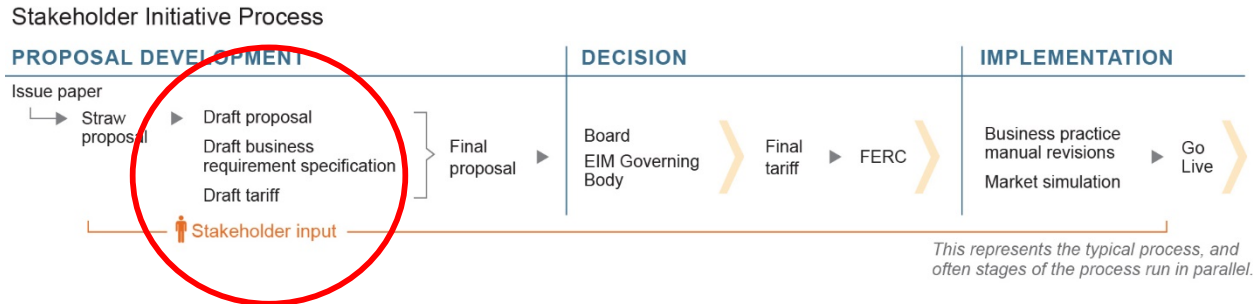 Stakeholder Initiative Process
PROPOSAL DEVELOPMENT
DECISION
IMPLEMENTATION
Issue paper
Straw
proposal
Draft proposal
Draft business
requirement specification
Draft tariff
Final
proposal
Board
EIM Governing
Body
Final
tariff
FERC
Business practice
manual revisions
Market simulation
Go
Live
Stakeholder input
This represents the typical process, and
often stages of the process run in parallel.